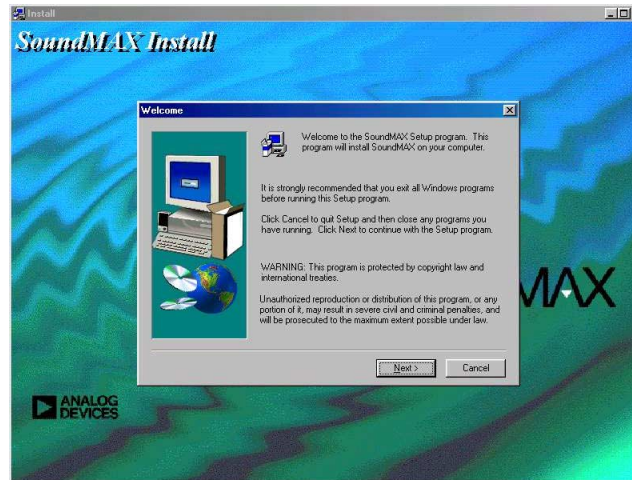 Install
SoundMAX Install
Welcome
Welcome to the SoundMAX Setup program. This
program will install SoundMAX on your computer.
It is strongly recommended that you exit all Windows programs
before running this Setup program.
Click Cancel to quit Setup and then close any programs you
have running. Click Next to continue with the Setup program.
WARNING: This program is protected by copyright law and
international treaties.
Unauthorized reproduction or distribution of this program, or any
portion of it, may result in severe civil and criminal penalties, and
will be prosecuted to the maximum extent possible under law.
MAX
Next >
Cancel
ANALOG
DEVICES